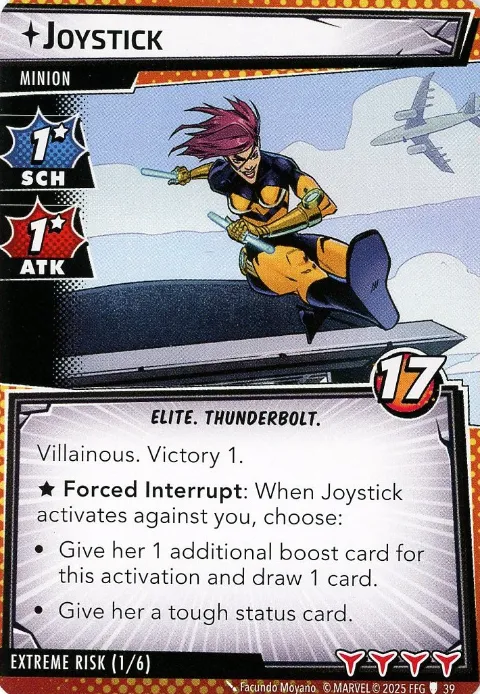 JOYSTICK
MINION
1
SCH
1
ATK
17
ELITE. THUNDERBOLT.
Villainous. Victory 1.
★ Forced Interrupt: When Joystick
activates against you, choose:
• Give her 1 additional boost card for
this activation and draw 1 card.
• Give her a tough status card.
EXTREME RISK (1/6)
Facundo Moyano © MARVEL © 2025 FFG 39